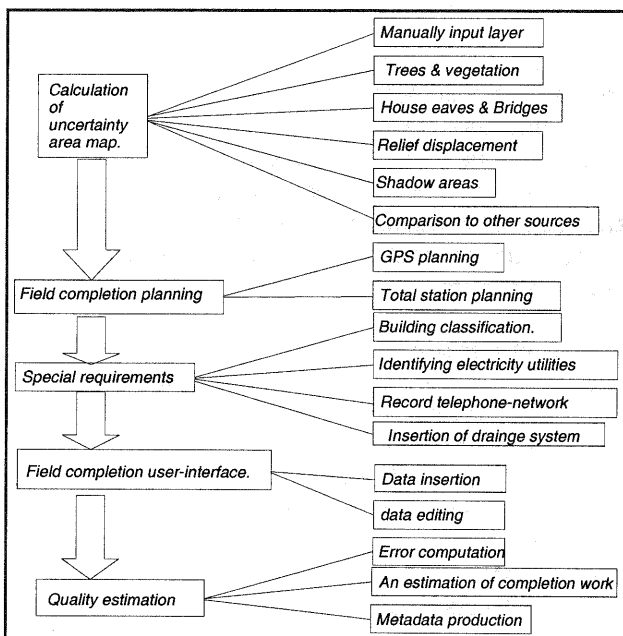 Calculation
of
uncertainty
area map.
Manually input layer
Trees & vegetation
House eaves & Bridges
Relief displacement
Shadow areas
Comparison to other sources
Field completion planning
GPS planning
Total station planning
Special requirements
Building classification.
Identifying electricity utilities
Record telephone-network
Insertion of drainge system
Field completion user-interface.
Data insertion
data editing
Quality estimation
Error computation
An estimation of completion work
Metadata production